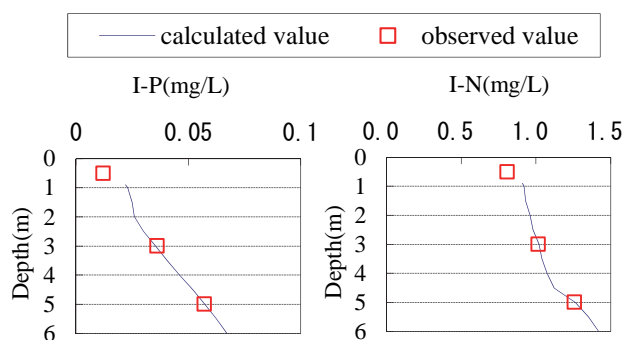 calculated value observed value
I-P(mg/L) I-N(mg/L)
0 0.05 0.1 0.0 0.5 1.0 1.5
Depth(m) Depth(m)
0 0
1 1
2 2
3 3
4 4
5 5
6 6